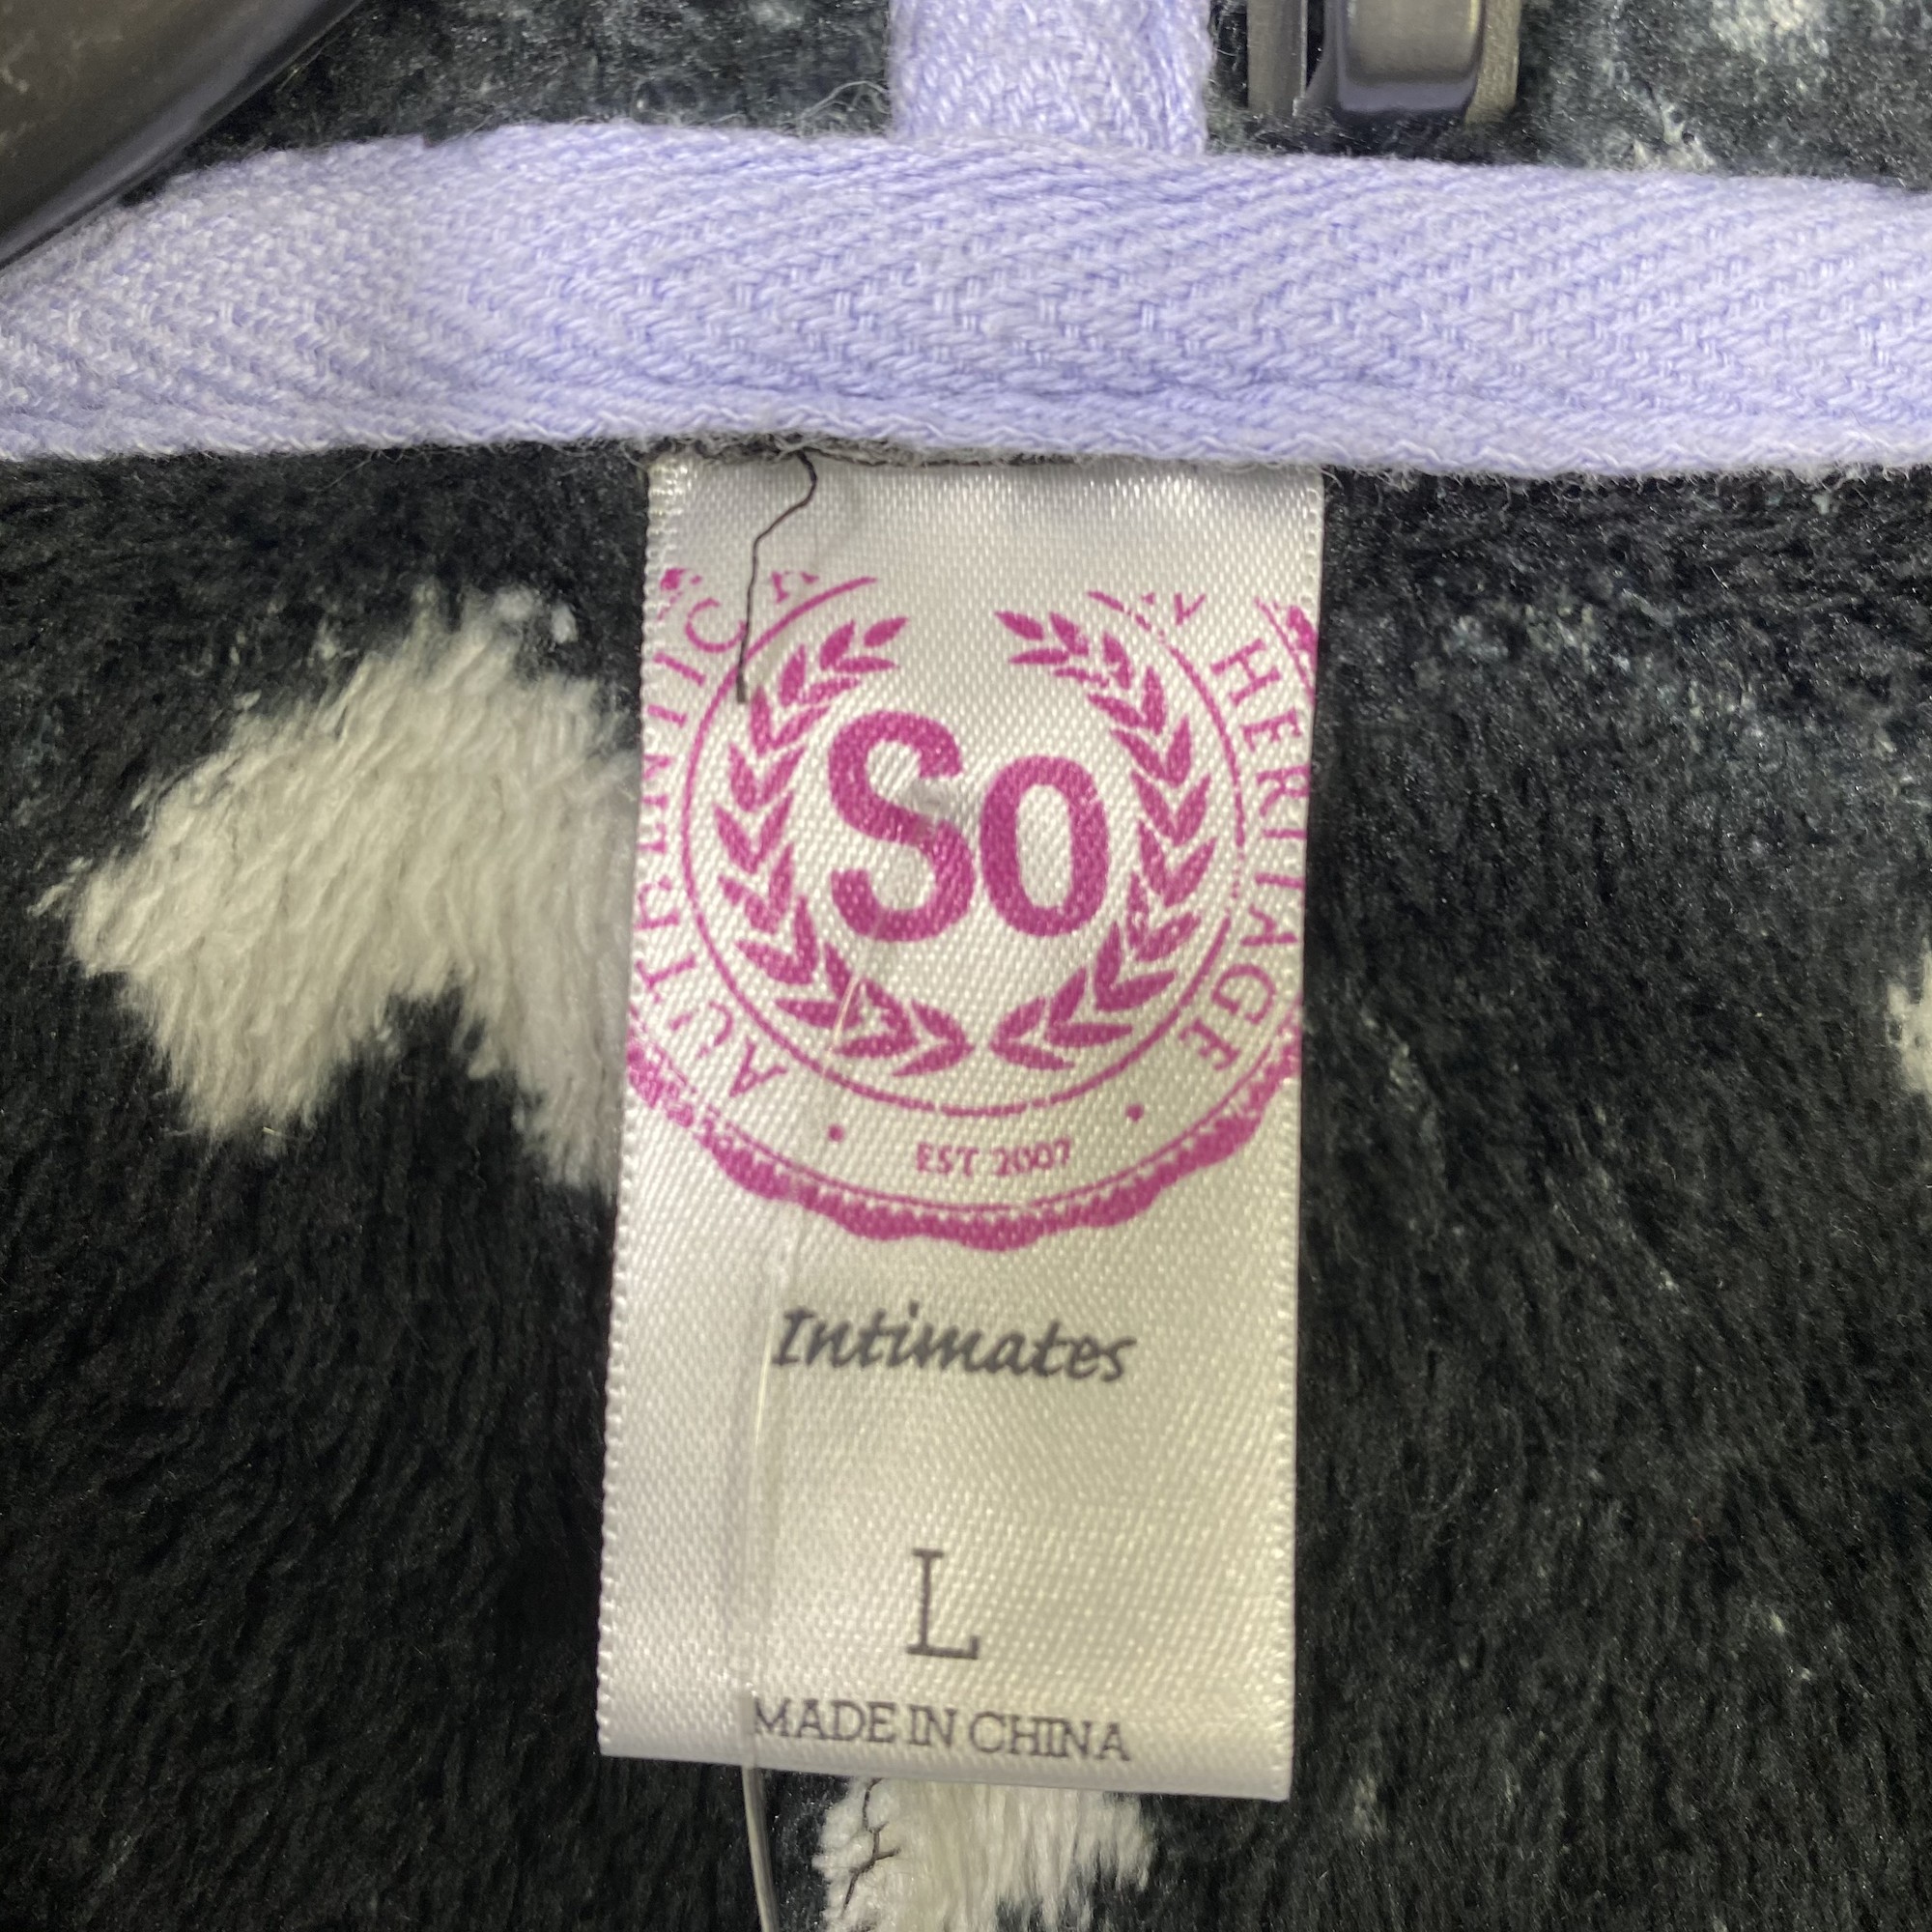 AUTHENTIC
HERITAGE
So
EST 2007
Intimates
L
MADE IN CHINA